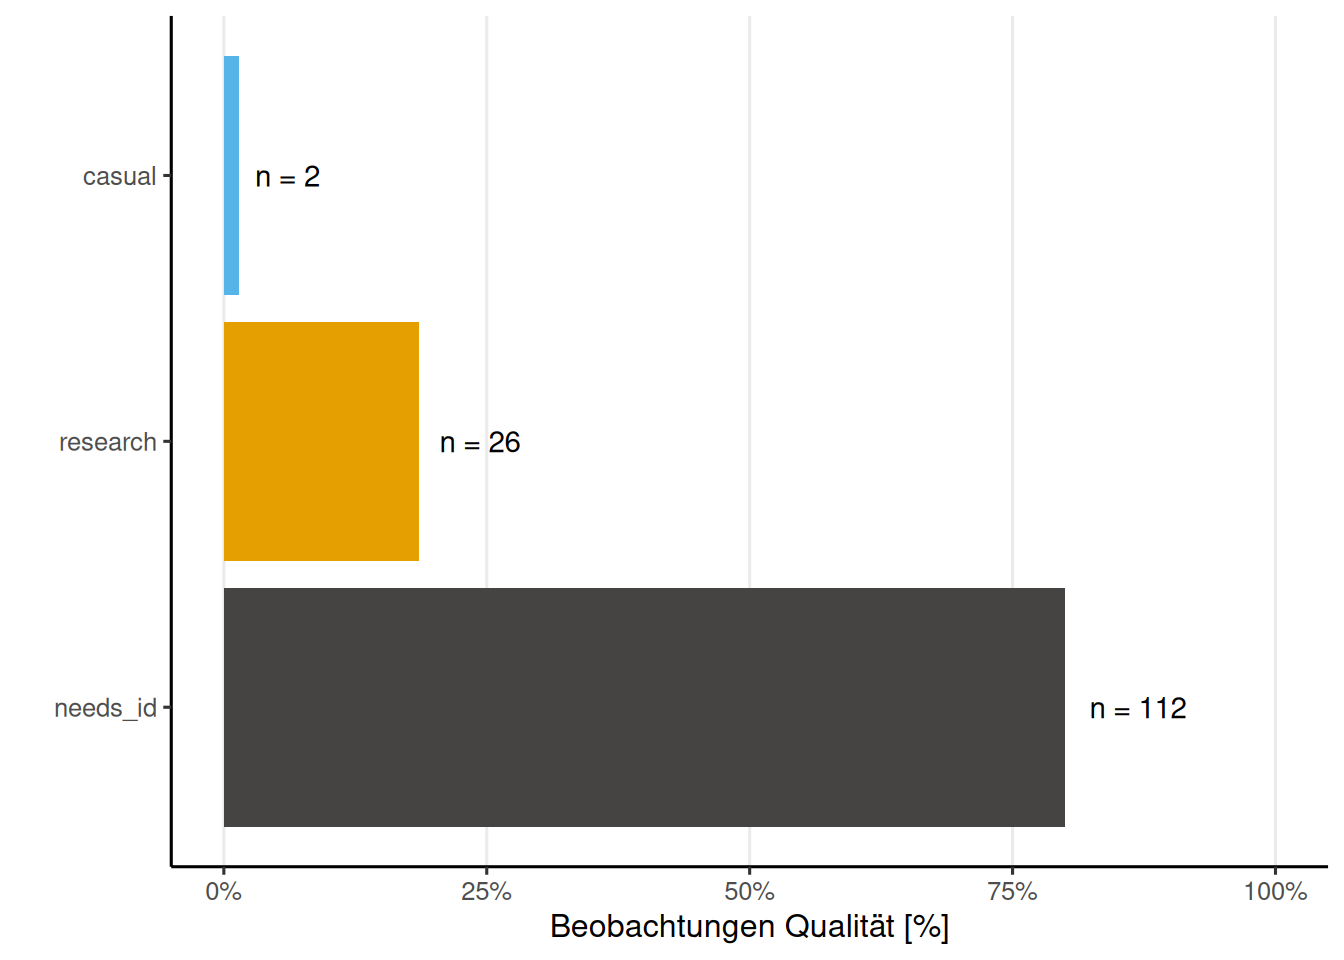 casual
n = 2
research
n = 26
needs_id
n = 112
0%
25%
50%
75%
100%
Beobachtungen Qualität [%]